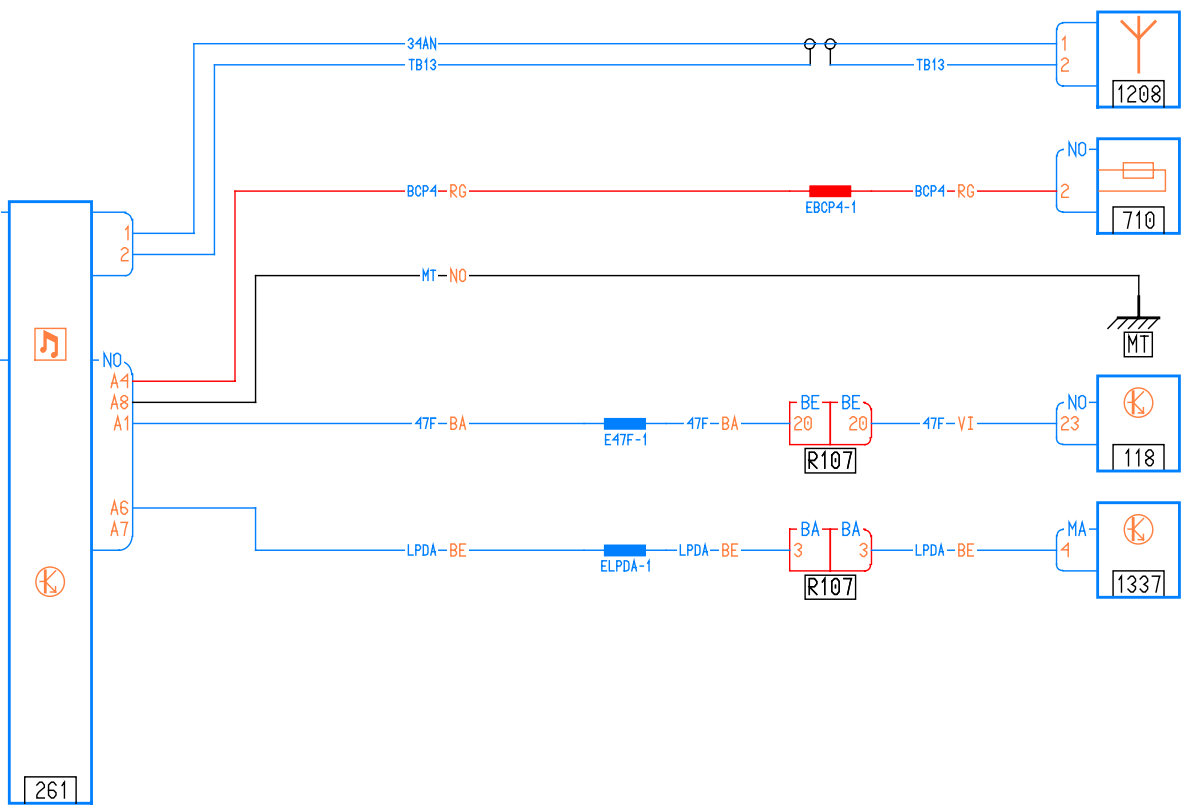 34AN 1
TB13 TB13 2
1208
NO
BCP4 RG BCP4 RG 2
EBCP4-1
710
1
2
MT NO
MT
NO
A4
A8
BE BE NO
A1 47F BA 47F BA 20 20 47F VI 23
E47F-1
R107 118
A6
A7
BA BA MA
LPDA BE LPDA BE 3 3 LPDA BE 4
ELPDA-1
R107 1337
261